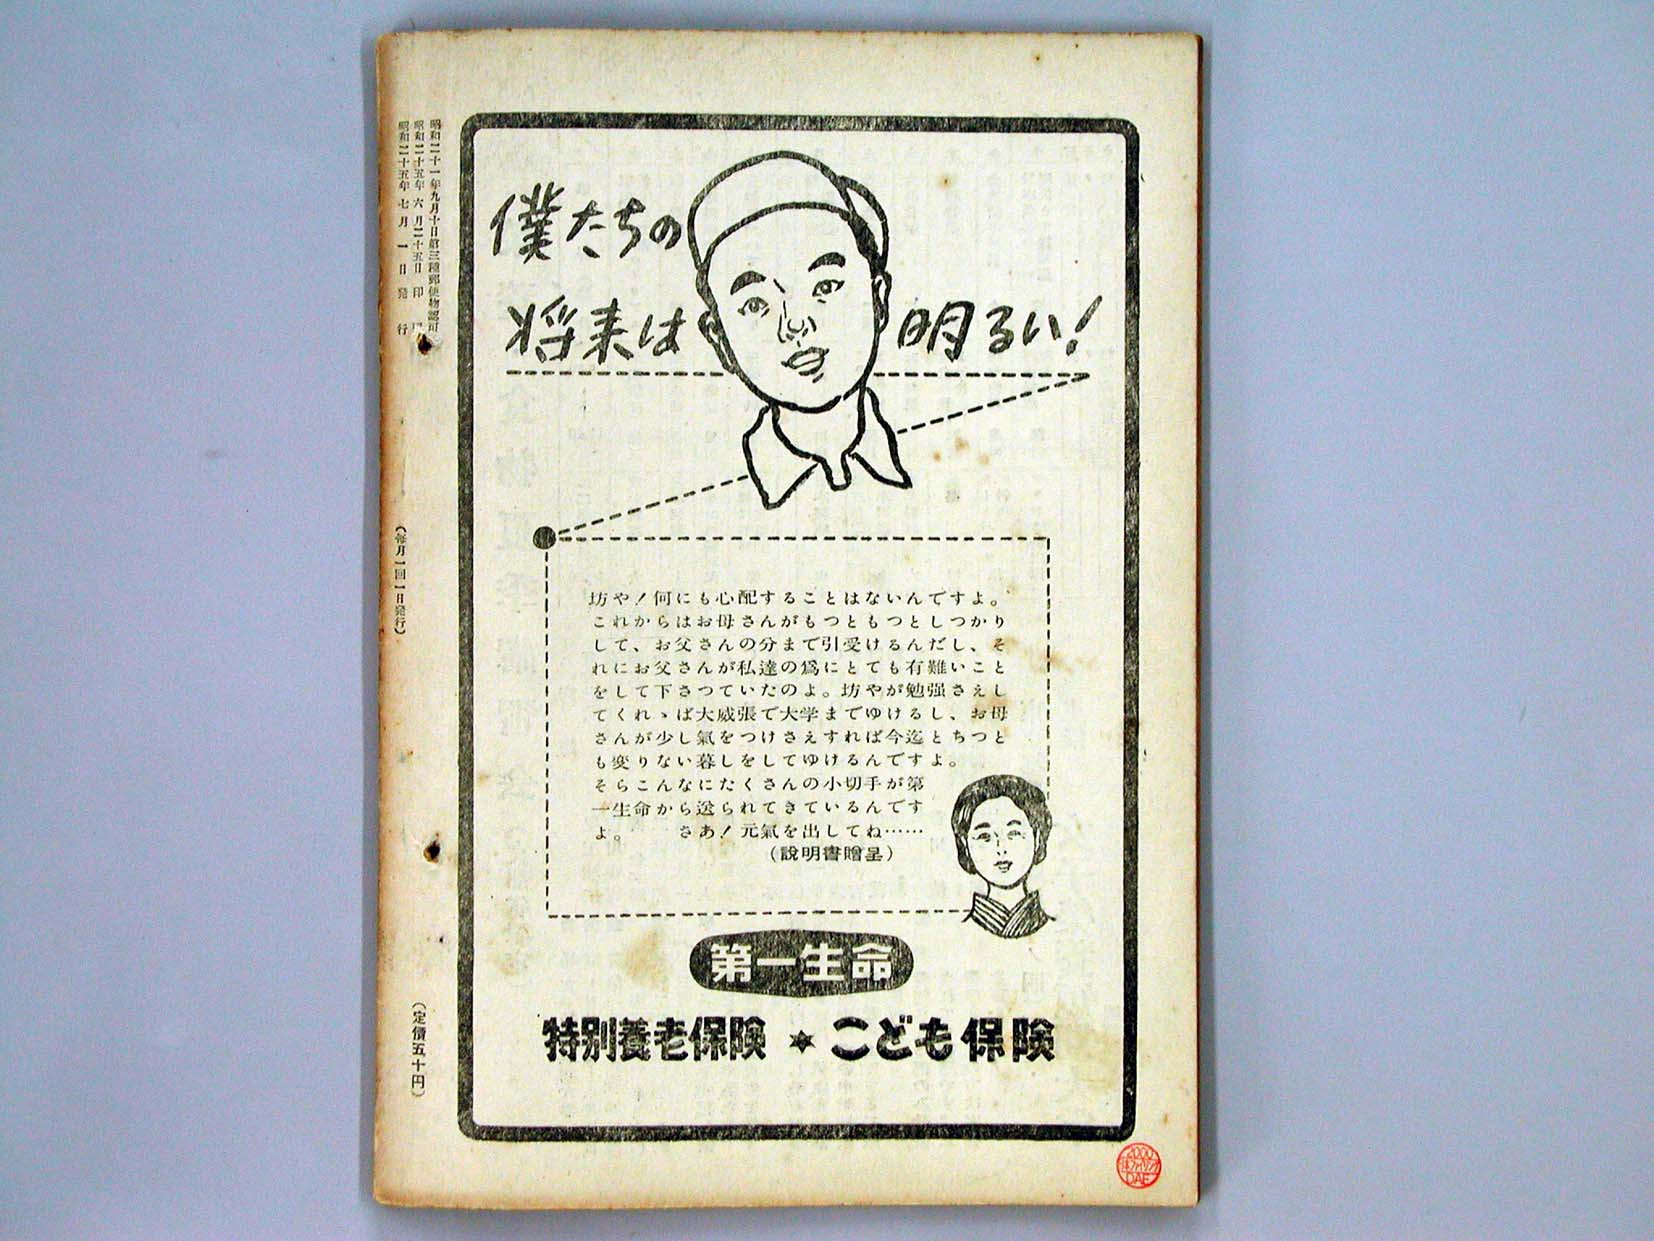 僕たちの
将来は明るい!
坊や!何にも心配することはないんですよ。
これからはお母さんがもつともつとしつかり
して、お父さんの分まで引受けるんだし、そ
れにお父さんが私達の爲にとても有難いこと
をして下さつていたのよ。坊やが勉强さえし
てくれゝば大威張で大学までゆけるし、お母
さんが少し氣をつけさえすれば今迄とちつと
も変りない暮しをしてゆけるんですよ。
そらこんなにたくさんの小切手が第
一生命から送られてきているんです
よ。 さあ!元氣を出してね……
(說明書贈呈)
第一生命
特別養老保険 ★ こども保険
昭和二十一年九月十日第三種郵便物認可
昭和二十五年六月二十五日印
昭和二十五年七月一日発行
(毎月一回一日発行)
(定價五十円)
2000
DAE